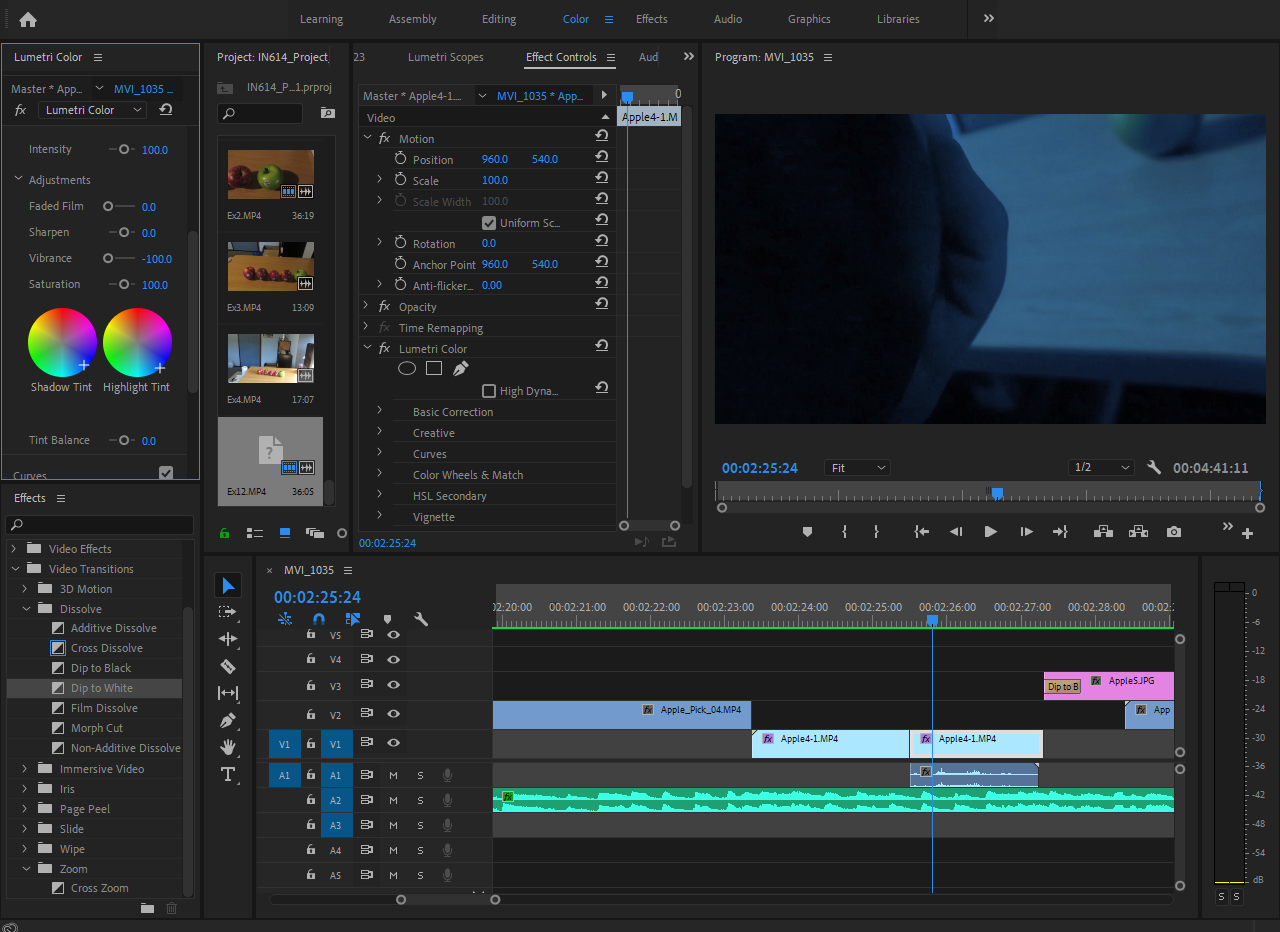 Learning Assembly Editing Color Effects Audio Graphics Libraries
Lumetri Color
Master * App... MVI_1035 ...
fx Lumetri Color
Intensity 100.0
Adjustments
Faded Film 0.0
Sharpen 0.0
Vibrance -100.0
Saturation 100.0
Shadow Tint Highlight Tint
Tint Balance 0.0
Curves
Project: IN614_Project
IN614_P...1.prproj
Ex2.MP4 36:19
Ex3.MP4 13:09
Ex4.MP4 17:07
Ex12.MP4 36:05
23 Lumetri Scopes Effect Controls Aud
Master * Apple4-1.... MVI_1035 * App... 0
Video Apple4-1.M
fx Motion
Position 960.0 540.0
Scale 100.0
Scale Width 100.0
Uniform Sc...
Rotation 0.0
Anchor Point 960.0 540.0
Anti-flicker... 0.00
fx Opacity
fx Time Remapping
fx Lumetri Color
High Dyna...
Basic Correction
Creative
Curves
Color Wheels & Match
HSL Secondary
Vignette
00:02:25:24
Program: MVI_1035
00:02:25:24 Fit 1/2 00:04:41:11
Effects
Video Effects
Video Transitions
3D Motion
Dissolve
Additive Dissolve
Cross Dissolve
Dip to Black
Dip to White
Film Dissolve
Morph Cut
Non-Additive Dissolve
Immersive Video
Iris
Page Peel
Slide
Wipe
Zoom
Cross Zoom
× MVI_1035
00:02:25:24
02:20:00 00:02:21:00 00:02:22:00 00:02:23:00 00:02:24:00 00:02:25:00 00:02:26:00 00:02:27:00 00:02:28:00 00:02:2
V5
V4
V3 Dip to B fx Apple5.JPG
V2 fx Apple_Pick_04.MP4 fx App
V1 V1 fx Apple4-1.MP4 fx Apple4-1.MP4
A1 A1 M S fx
A2 M S fx
A3 M S
A4 M S
A5 M S
T
0
-6
-12
-18
-24
-30
-36
-42
-48
-54
dB
S S